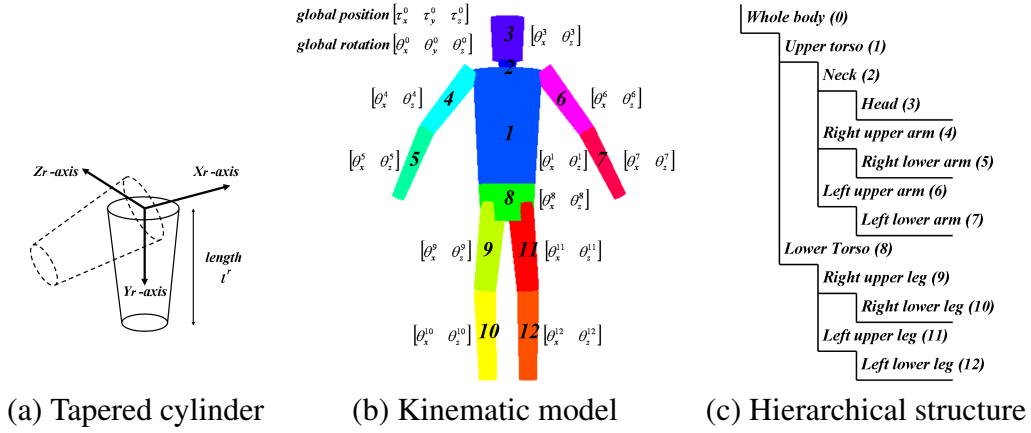 Zr-axis
Xr-axis
Yr-axis
length
l^r
(a) Tapered cylinder
global position [τ_x^0 τ_y^0 τ_z^0]
global rotation [θ_x^0 θ_y^0 θ_z^0]
3 [θ_x^3 θ_z^3]
2
[θ_x^4 θ_z^4] 4
6 [θ_x^6 θ_z^6]
1
[θ_x^5 θ_z^5] 5
[θ_x^1 θ_z^1] 7 [θ_x^7 θ_z^7]
8 [θ_x^8 θ_z^8]
[θ_x^9 θ_z^9] 9
11 [θ_x^11 θ_z^11]
[θ_x^10 θ_z^10] 10
12 [θ_x^12 θ_z^12]
(b) Kinematic model
Whole body (0)
Upper torso (1)
Neck (2)
Head (3)
Right upper arm (4)
Right lower arm (5)
Left upper arm (6)
Left lower arm (7)
Lower Torso (8)
Right upper leg (9)
Right lower leg (10)
Left upper leg (11)
Left lower leg (12)
(c) Hierarchical structure